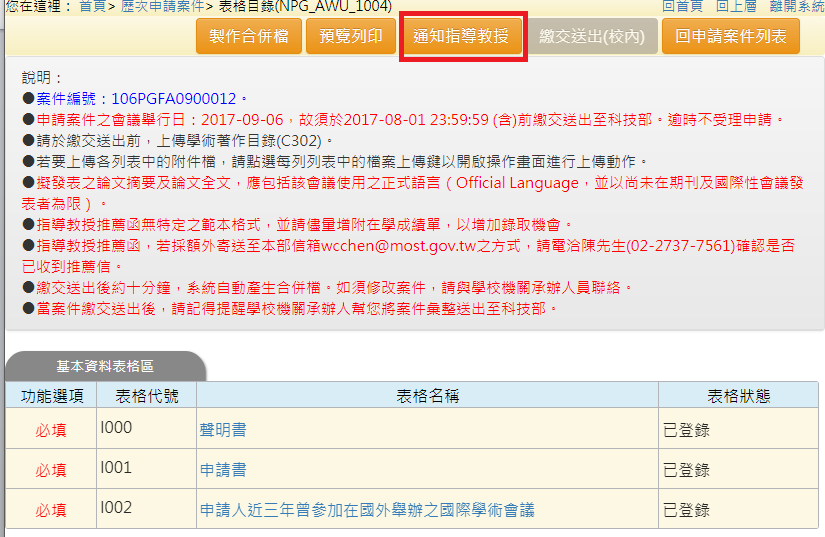 您在這裡： 首頁> 歷次申請案件> 表格目錄(NPG_AWU_1004) 回首頁 回上層 離開系統
製作合併檔 預覽列印 通知指導教授 繳交送出(校內) 回申請案件列表
說明：
●案件編號：106PGFA0900012。
●申請案件之會議舉行日：2017-09-06，故須於2017-08-01 23:59:59 (含)前繳交送出至科技部。逾時不受理申請。
●請於繳交送出前，上傳學術著作目錄(C302)。
●若要上傳各列表中的附件檔，請點選每列列表中的檔案上傳鍵以開啟操作畫面進行上傳動作。
●擬發表之論文摘要及論文全文，應包括該會議使用之正式語言（Official Language，並以尚未在期刊及國際性會議發
表者為限）。
●指導教授推薦函無特定之範本格式，並請儘量增附在學成績單，以增加錄取機會。
●指導教授推薦函，若採額外寄送至本部信箱wcchen@most.gov.tw之方式，請電洽陳先生(02-2737-7561)確認是否
已收到推薦信。
●繳交送出後約十分鐘，系統自動產生合併檔。如須修改案件，請與學校機關承辦人員聯絡。
●當案件繳交送出後，請記得提醒學校機關承辦人幫您將案件彙整送出至科技部。
基本資料表格區
功能選項 表格代號 表格名稱 表格狀態
必填 I000 聲明書 已登錄
必填 I001 申請書 已登錄
必填 I002 申請人近三年曾參加在國外舉辦之國際學術會議 已登錄